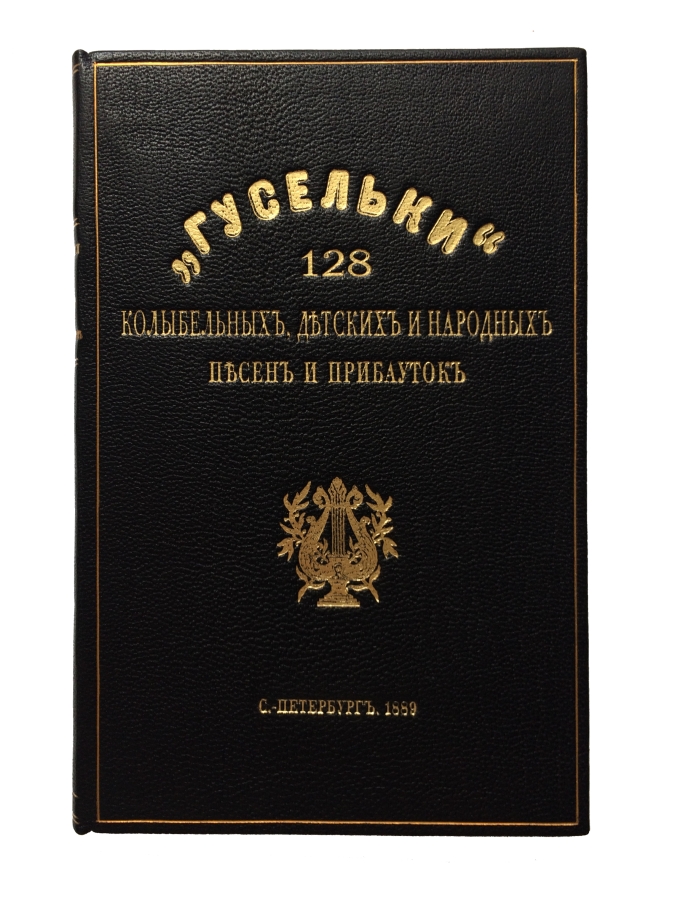 „ГУСЕЛЬКИ“
128
КОЛЫБЕЛЬНЫХЪ, ДѢТСКИХЪ И НАРОДНЫХЪ
ПѢСЕНЪ И ПРИБАУТОКЪ
С.-ПЕТЕРБУРГЪ, 1889